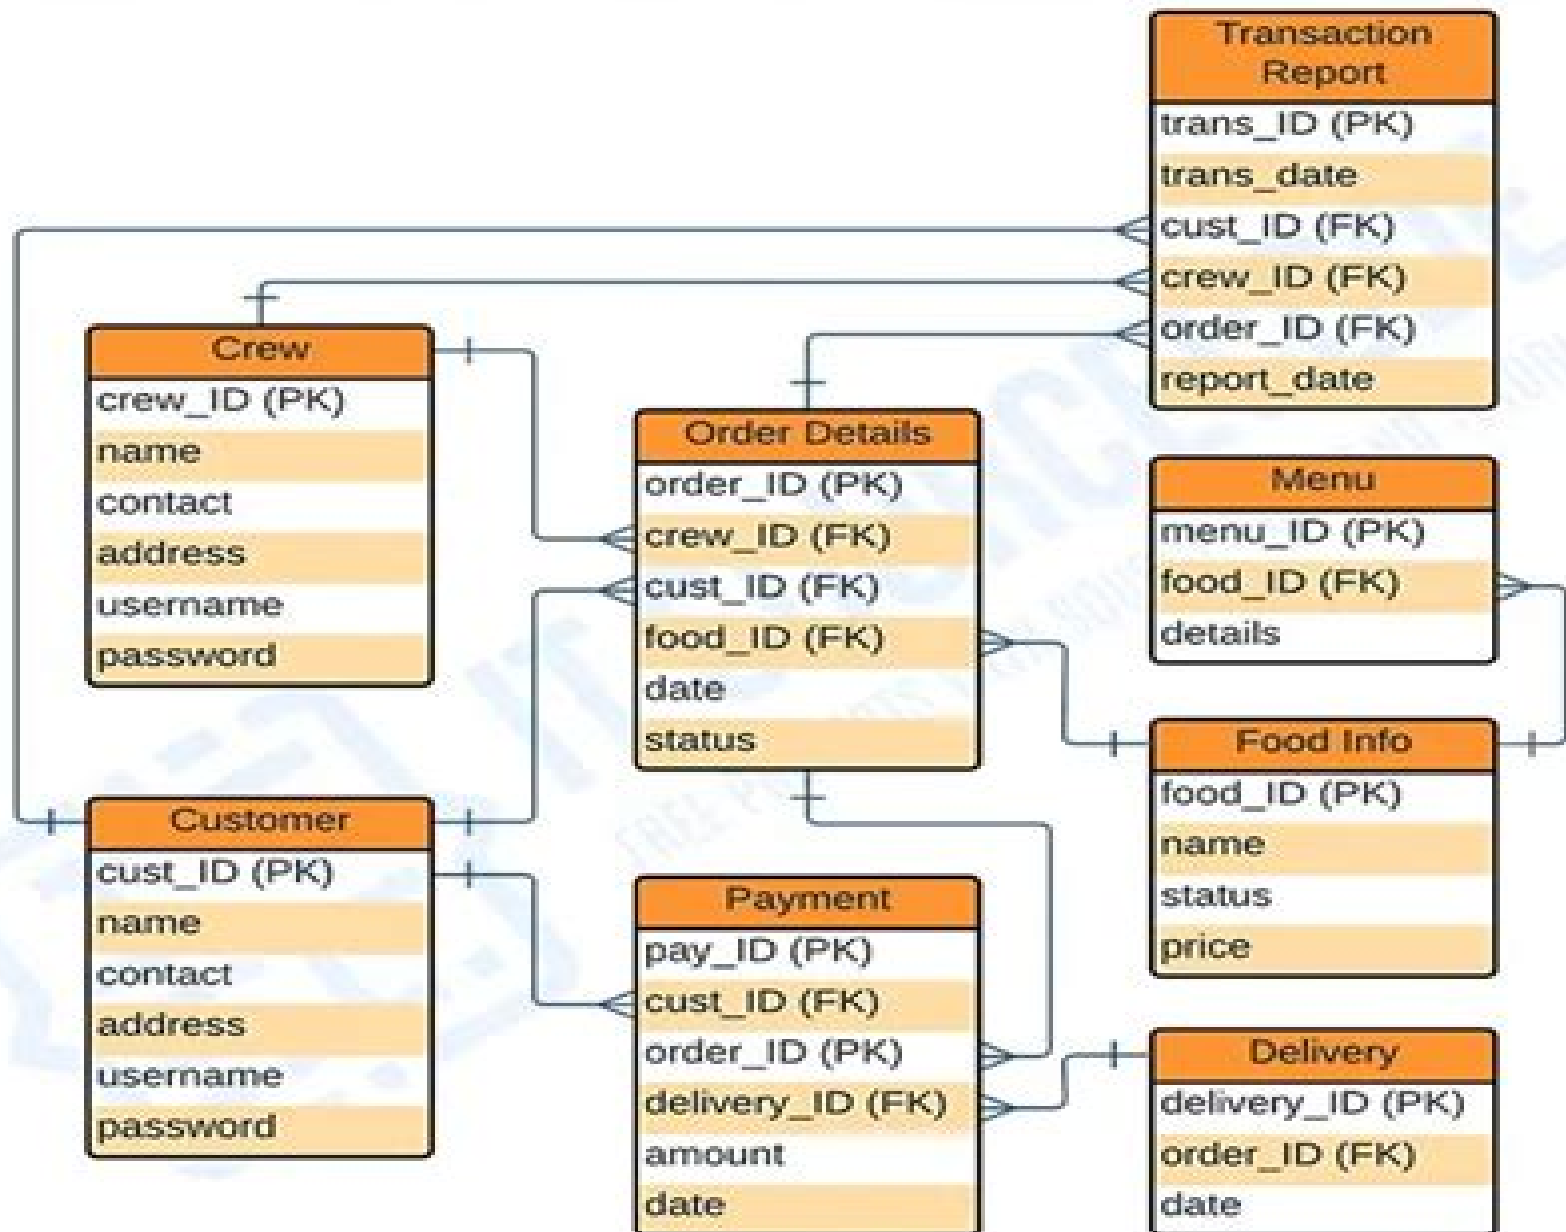 Transaction
Report
trans_ID (PK)
trans_date
cust_ID (FK)
crew_ID (FK)
order_ID (FK)
report_date
Crew
crew_ID (PK)
name
contact
address
username
password
Order Details
order_ID (PK)
crew_ID (FK)
cust_ID (FK)
food_ID (FK)
date
status
Menu
menu_ID (PK)
food_ID (FK)
details
Food Info
food_ID (PK)
name
status
price
Customer
cust_ID (PK)
name
contact
address
username
password
Payment
pay_ID (PK)
cust_ID (FK)
order_ID (PK)
delivery_ID (FK)
amount
date
Delivery
delivery_ID (PK)
order_ID (FK)
date